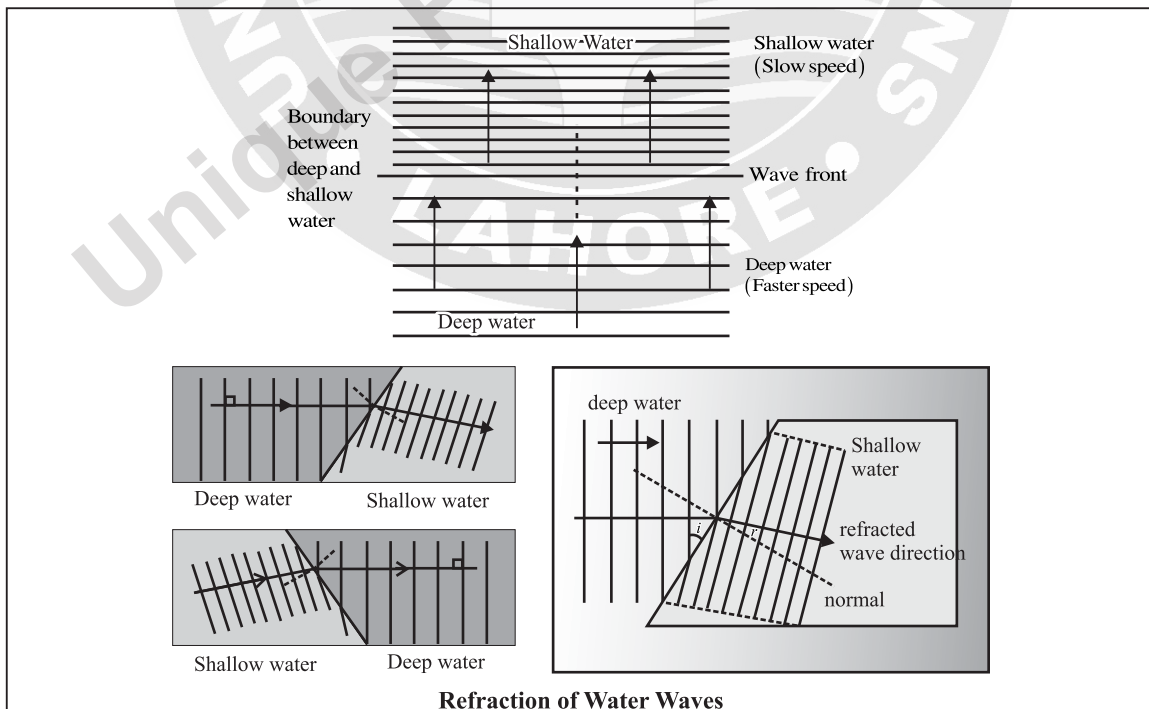 Shallow Water
Shallow water
(Slow speed)
Boundary
between
deep and
shallow
water
Wave front
Deep water
(Faster speed)
Deep water
Deep water
Shallow water
Shallow water
Deep water
deep water
Shallow
water
i
r
refracted
wave direction
normal
Refraction of Water Waves
Unique
LAHORE